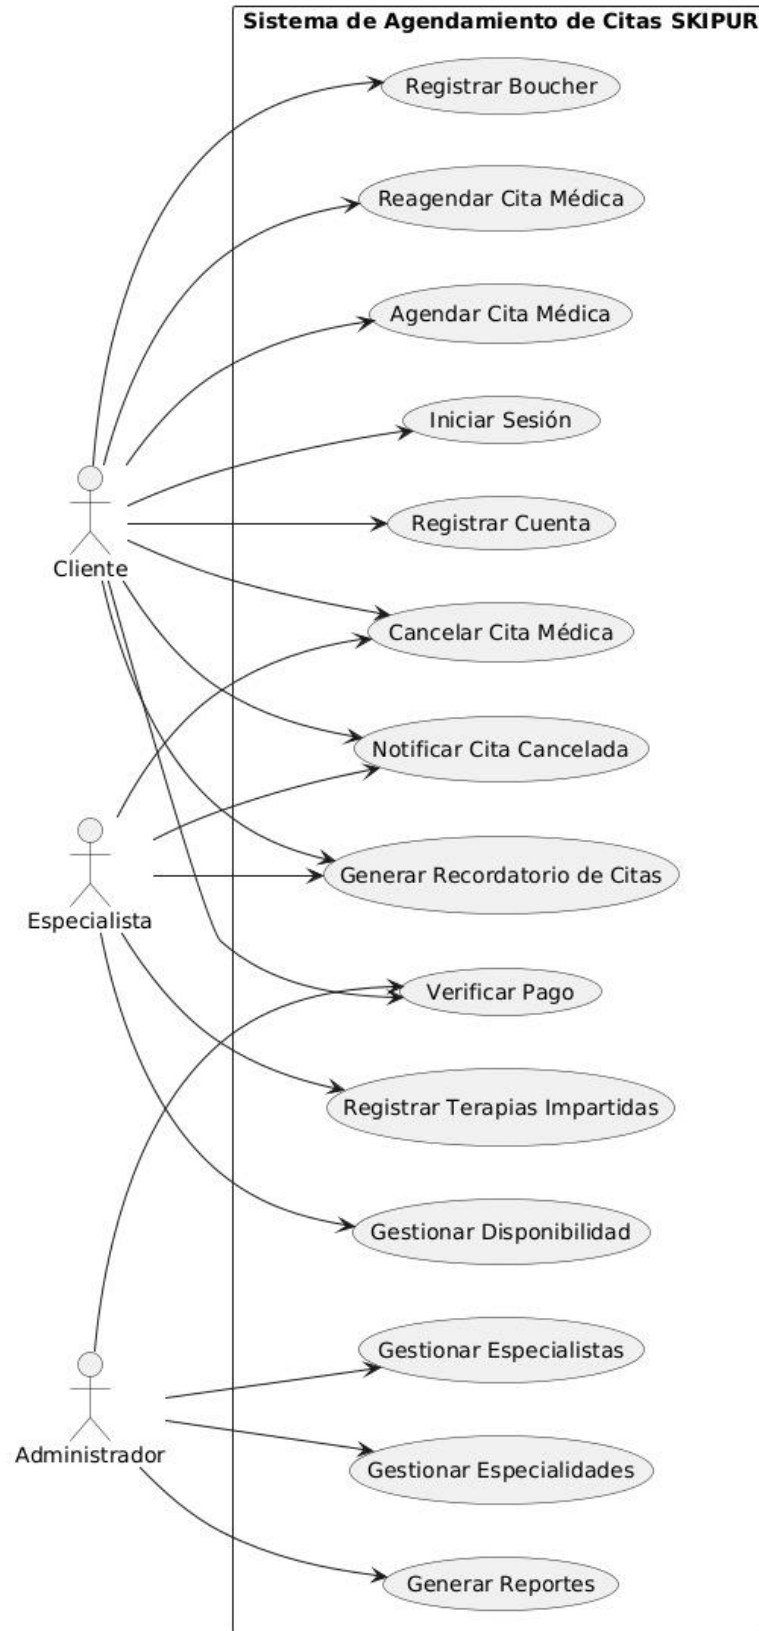 Sistema de Agendamiento de Citas SKIPUR
Registrar Boucher
Reagendar Cita Médica
Agendar Cita Médica
Iniciar Sesión
Registrar Cuenta
Cliente
Cancelar Cita Médica
Notificar Cita Cancelada
Generar Recordatorio de Citas
Especialista
Verificar Pago
Registrar Terapias Impartidas
Gestionar Disponibilidad
Gestionar Especialistas
Administrador
Gestionar Especialidades
Generar Reportes